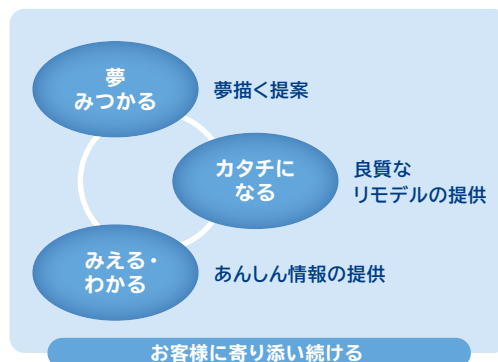 夢
みつかる
夢描く提案
カタチに
なる
良質な
リモデルの提供
みえる・
わかる
あんしん情報の提供
お客様に寄り添い続ける